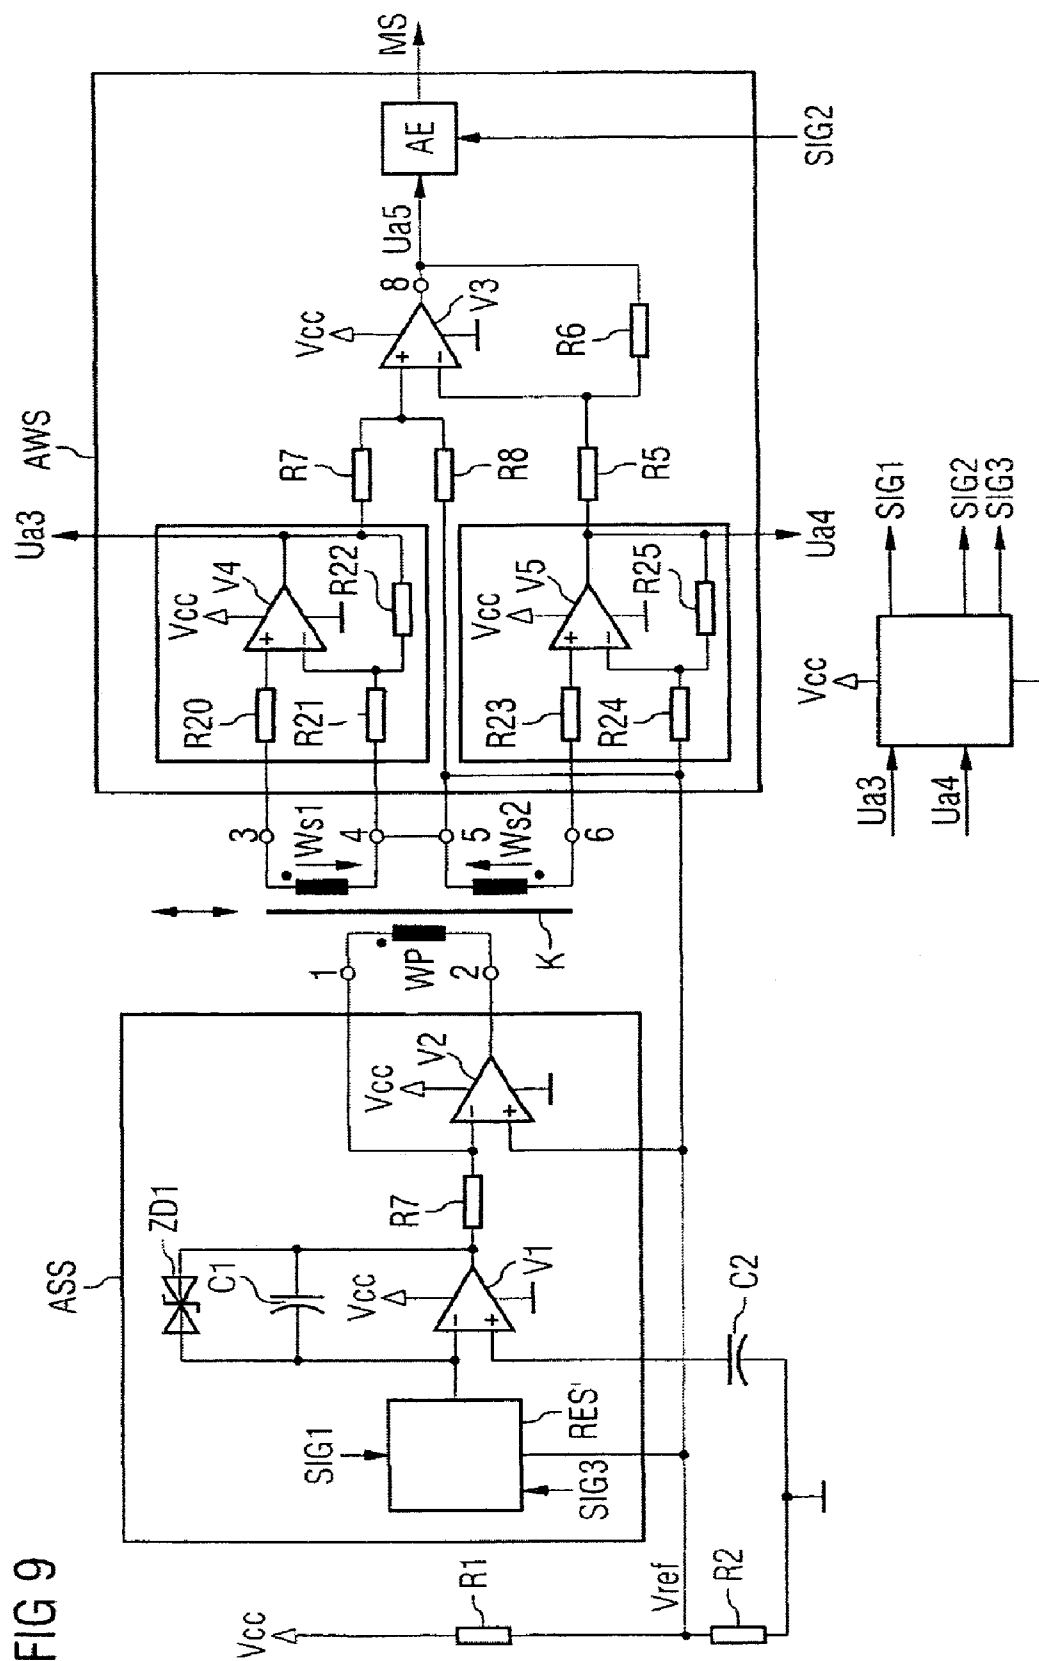 FIG 9
Vcc
R1
Vref
R2
C2
ASS
SIG1
SIG3
RES'
ZD1
C1
Vcc
V1
R7
Vcc
V2
1
2
WP
K
3
4
5
6
Ws1
Ws2
AWS
Ua3
R20
R21
Vcc
V4
R22
R23
R24
Vcc
V5
R25
Ua4
R7
R8
R5
R6
Vcc
V3
8
Ua5
AE
MS
SIG2
Ua3
Ua4
Vcc
SIG1
SIG2
SIG3
+
−
+
−
+
−
+
−
+
−